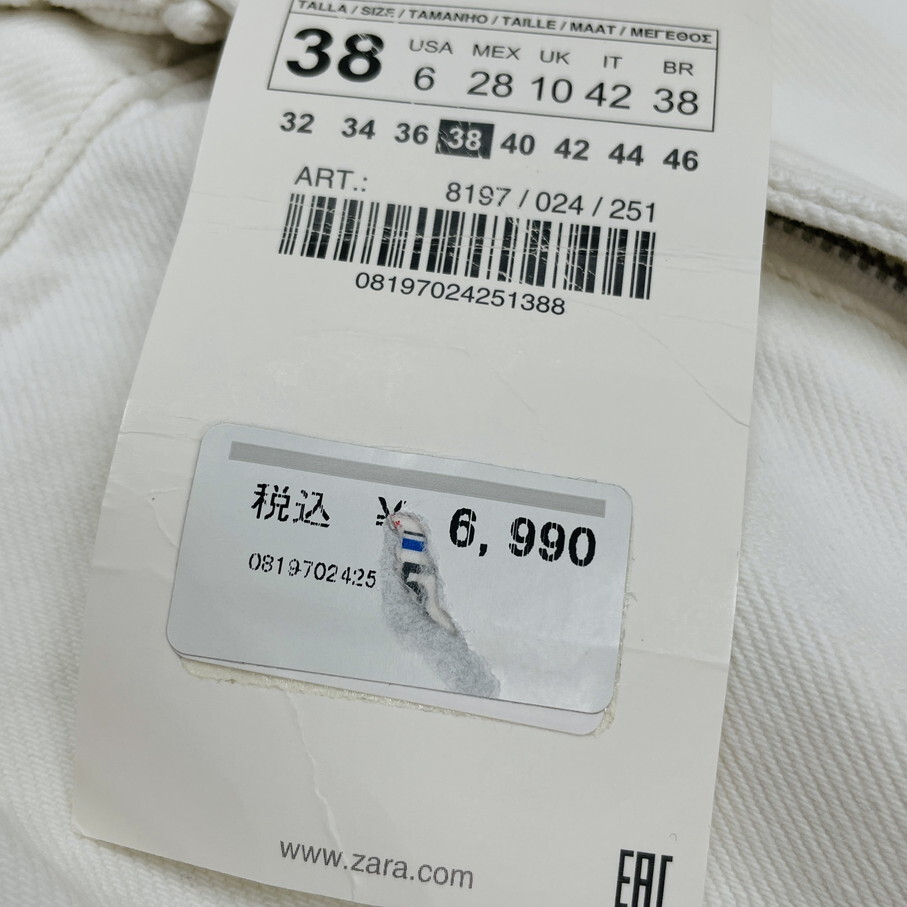 TALLA / SIZE / TAMANHO / TAILLE / MAAT / ΜΕΓΕΘΟΣ
38 USA MEX UK IT BR
6 28 10 42 38
32 34 36 38 40 42 44 46
ART.: 8197 / 024 / 251
08197024251388
税込 ¥ 6,990
0819702425
www.zara.com
EAC